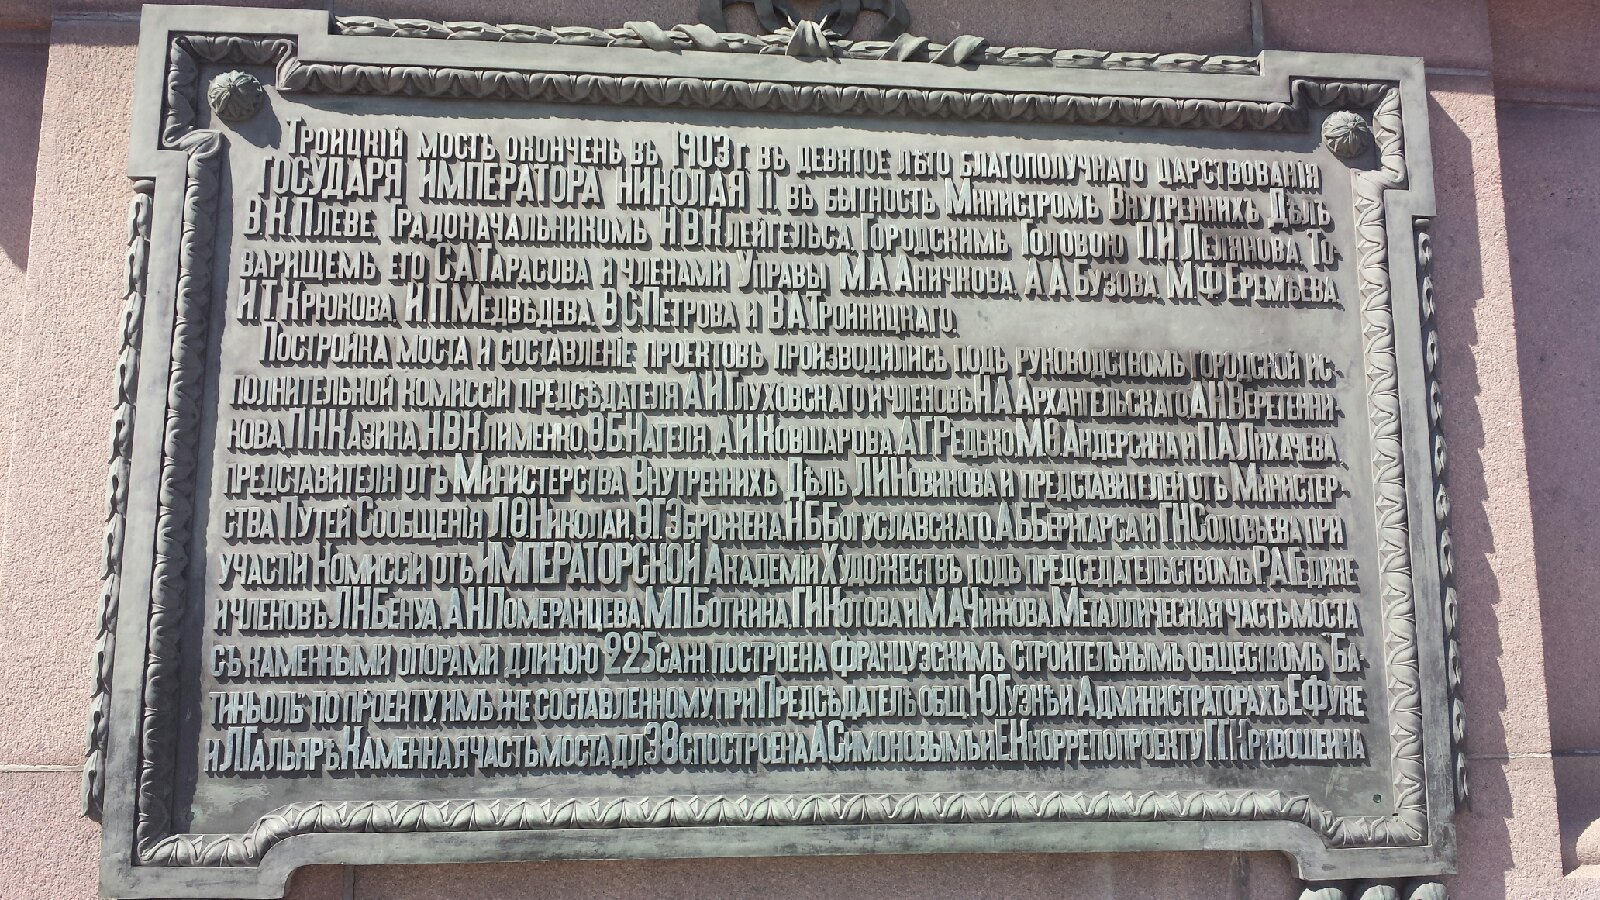 Троицкій мостъ окончень въ 1903 г. въ девятое лѣто благополучнаго царствованія
ГОСУДАРЯ ИМПЕРАТОРА НИКОЛАЯ II. въ бытность Министромъ Внутреннихъ Дѣлъ
В.К.Плеве, Градоначальникомъ Н.В.Клейгельса, Городскимъ Головою П.И.Лелянова, То-
варищемъ его С.А.Тарасова и членами Управы М.А.Аничкова, А.А.Бузова, М.Ф.Еремѣева,
И.Т.Крюкова, И.П.Медвѣдева, Ѳ.С.Петрова и В.А.Тройницкаго.
Постройка моста и составленіе проектовъ производились подъ руководствомъ городской ис-
полнительной комиссіи председателя А.И.Глуховскаго и членовъ Н.А.Архангельскаго, А.Н.Веретенни-
кова, П.Н.Казина, Н.В.Клименко, Ѳ.Б.Нагеля, А.И.Ковшарова, А.Г.Редько, М.С.Андерсина и П.А.Лихачева,
представителя отъ Министерства Внутреннихъ Дѣлъ Л.И.Новикова и представителей отъ Министер-
ства Путей Сообщенія Л.Ѳ.Николаи, Ѳ.Г.Зброжека, Н.Б.Богуславскаго, А.Б.Бернгарса и Г.Н.Соловьева при
участіи Комиссіи отъ ИМПЕРАТОРСКОЙ Академіи Художествъ подъ председательствомъ Р.А.Гедике
и членовъ Л.Н.Бенуа, А.Н.Померанцева, М.П.Боткина, Г.И.Котова и М.А.Чижова. Металлическая часть моста
съ каменными опорами длиною 225 саж. построена французскимъ строительнымъ обществомъ Ба-
тиньоль по проекту, имъ же составленному, при Предсѣдателѣ общ. Ю.Гуэнъ и Администраторахъ Е.Фуке
и Л.Гальяръ. Каменная часть моста дл. 38 с. построена А.Симоновымъ и Е.Кнорре по проекту Г.Г.Кривошеина